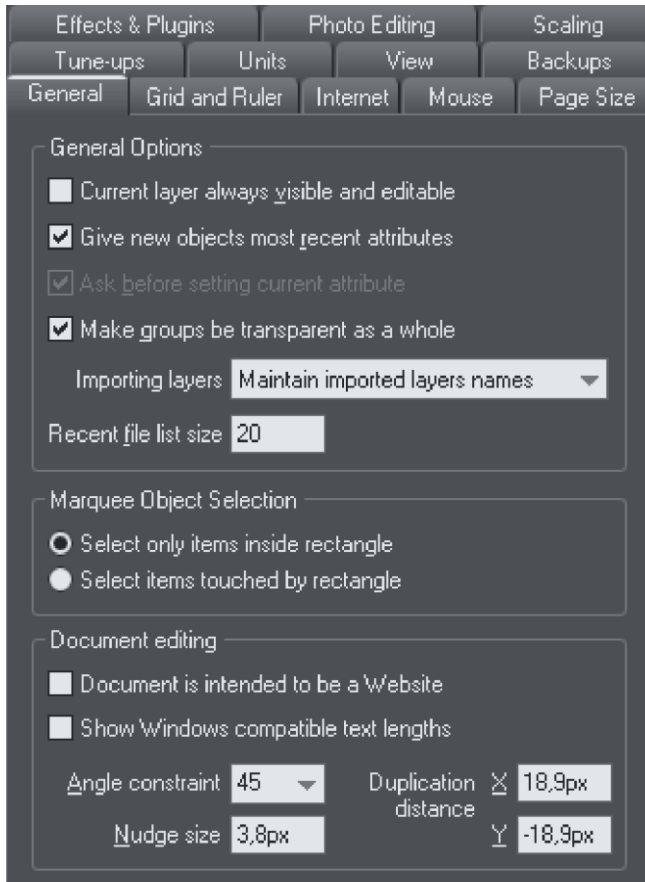 Effects & Plugins Photo Editing Scaling
Tune-ups Units View Backups
General Grid and Ruler Internet Mouse Page Size
General Options
Current layer always visible and editable
Give new objects most recent attributes
Ask before setting current attribute
Make groups be transparent as a whole
Importing layers Maintain imported layers names
Recent file list size 20
Marquee Object Selection
Select only items inside rectangle
Select items touched by rectangle
Document editing
Document is intended to be a Website
Show Windows compatible text lengths
Angle constraint 45 Duplication distance X 18,9px
Nudge size 3,8px Y -18,9px